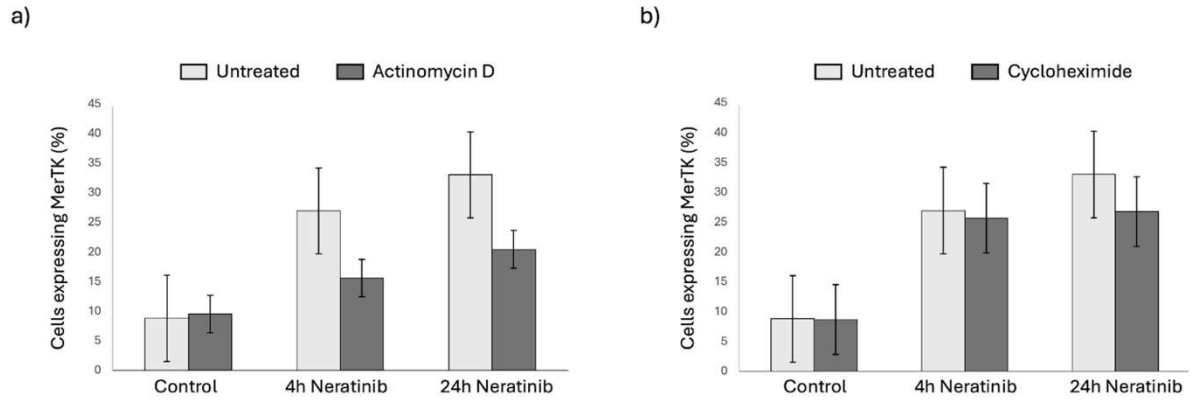 a)
Untreated Actinomycin D
Cells expressing MerTK (%)
45
40
35
30
25
20
15
10
5
0
Control 4h Neratinib 24h Neratinib
b)
Untreated Cycloheximide
Cells expressing MerTK (%)
45
40
35
30
25
20
15
10
5
0
Control 4h Neratinib 24h Neratinib